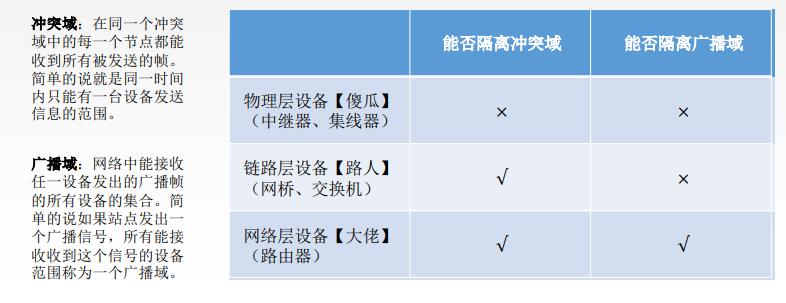 冲突域：在同一个冲突
域中的每一个节点都能
收到所有被发送的帧。
简单的说就是同一时间
内只能有一台设备发送
信息的范围。
广播域：网络中能接收
任一设备发出的广播帧
的所有设备的集合。简
单的说如果站点发出一
个广播信号，所有能接
收收到这个信号的设备
范围称为一个广播域。
能否隔离冲突域 能否隔离广播域
物理层设备【傻瓜】
（中继器、集线器） × ×
链路层设备【路人】
（网桥、交换机） √ ×
网络层设备【大佬】
（路由器） √ √